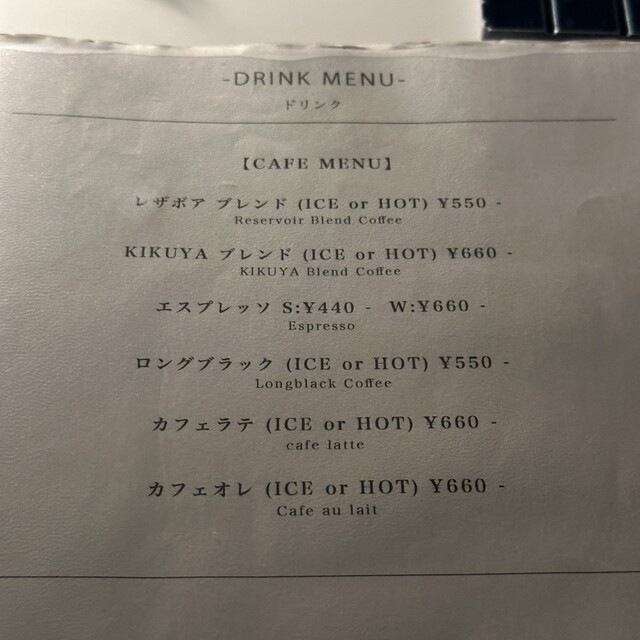 -DRINK MENU-
ドリンク
【CAFE MENU】
レザボア ブレンド (ICE or HOT) ¥550 -
Reservoir Blend Coffee
KIKUYA ブレンド (ICE or HOT) ¥660 -
KIKUYA Blend Coffee
エスプレッソ S:¥440 - W:¥660 -
Espresso
ロングブラック (ICE or HOT) ¥550 -
Longblack Coffee
カフェラテ (ICE or HOT) ¥660 -
cafe latte
カフェオレ (ICE or HOT) ¥660 -
Cafe au lait